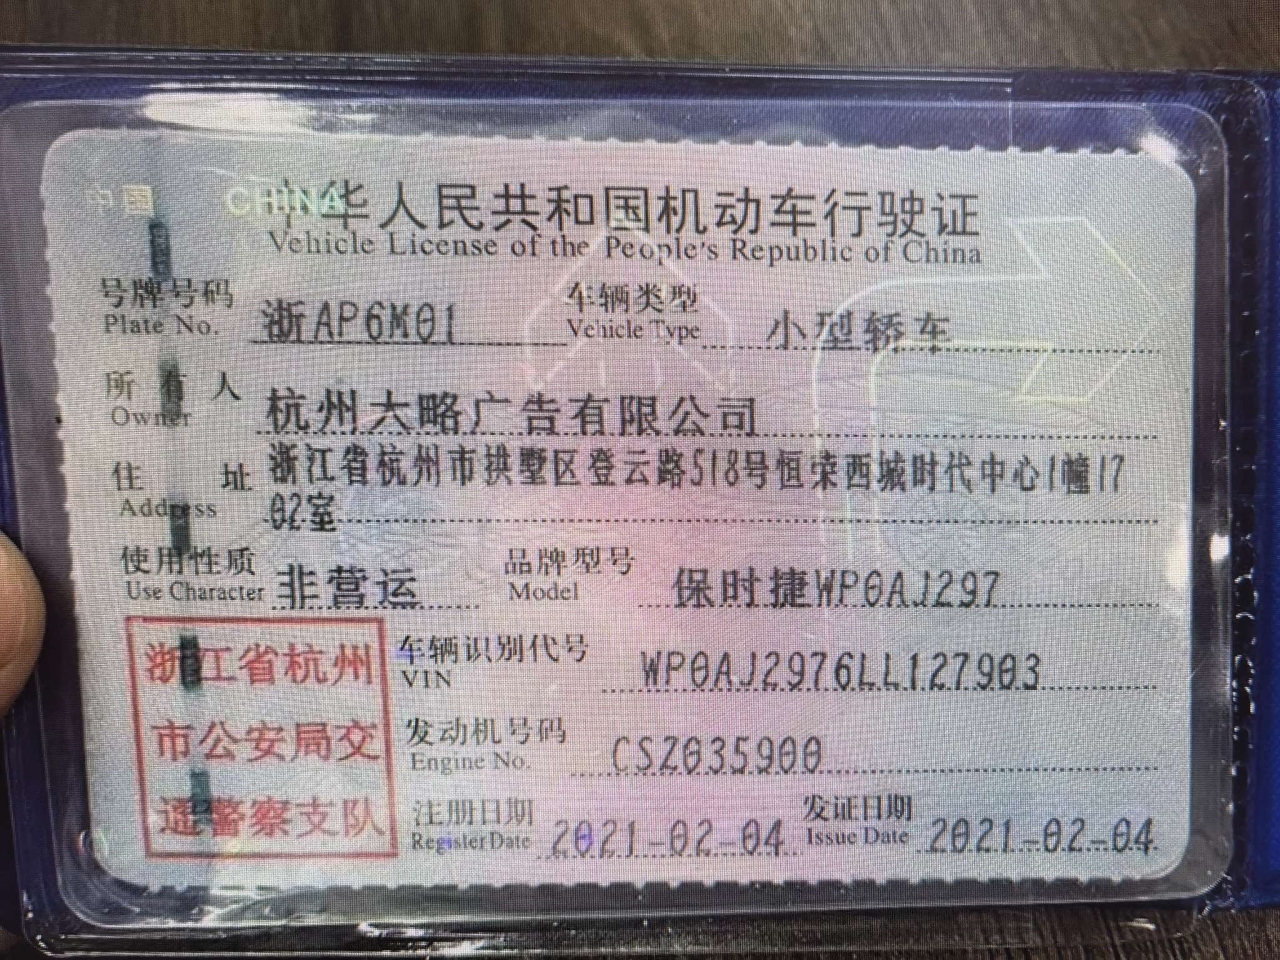 中国 CHINA
中华人民共和国机动车行驶证
Vehicle License of the People's Republic of China
号牌号码 浙AP6M01 车辆类型 小型轿车
Plate No. Vehicle Type
所有人 杭州大略广告有限公司
Owner
住址 浙江省杭州市拱墅区登云路518号恒荣西城时代中心1幢17
Address 02室
使用性质 非营运 品牌型号 保时捷WP0AJ297
Use Character Model
浙江省杭州
市公安局交
通警察支队
车辆识别代号 WP0AJ2976LL127903
VIN
发动机号码 CSZ035900
Engine No.
注册日期 2021-02-04 发证日期 2021-02-04
Register Date Issue Date